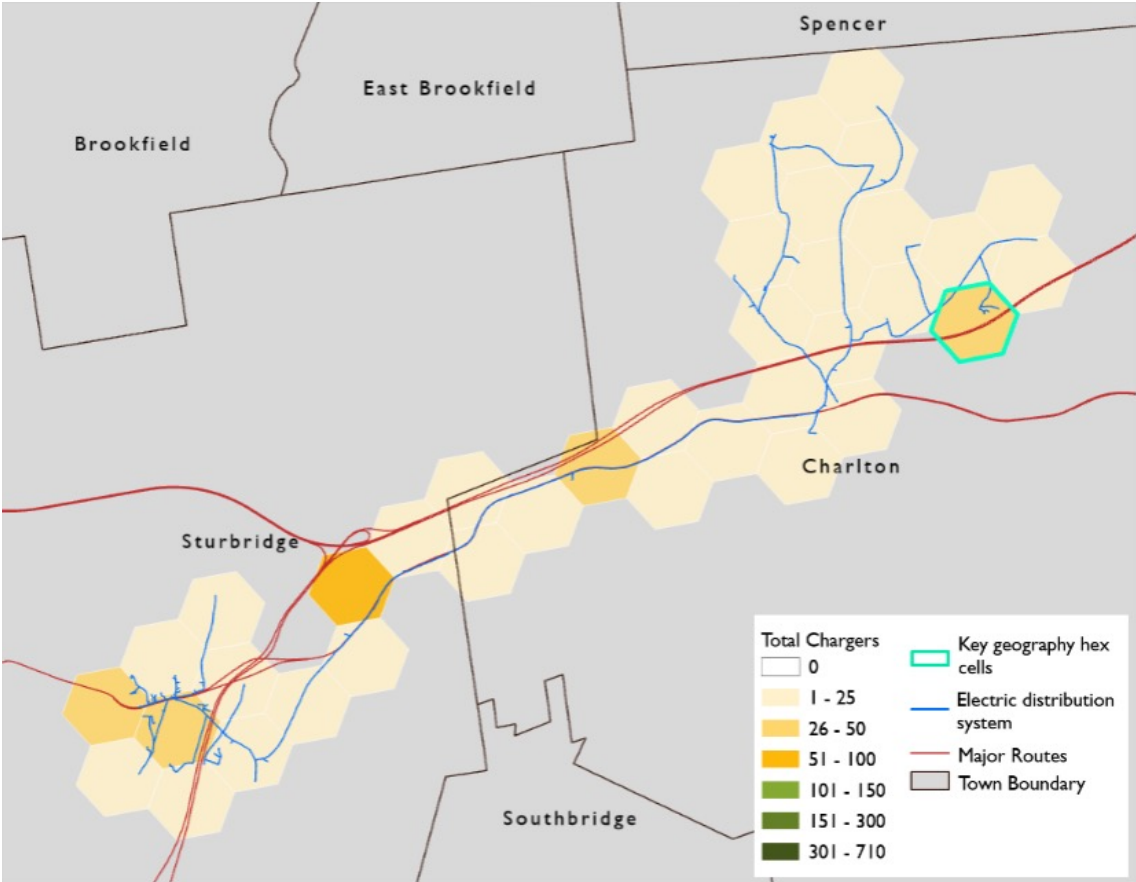 Spencer
East Brookfield
Brookfield
Charlton
Sturbridge
Southbridge
Total Chargers
0
1 - 25
26 - 50
51 - 100
101 - 150
151 - 300
301 - 710
Key geography hex
cells
Electric distribution
system
Major Routes
Town Boundary